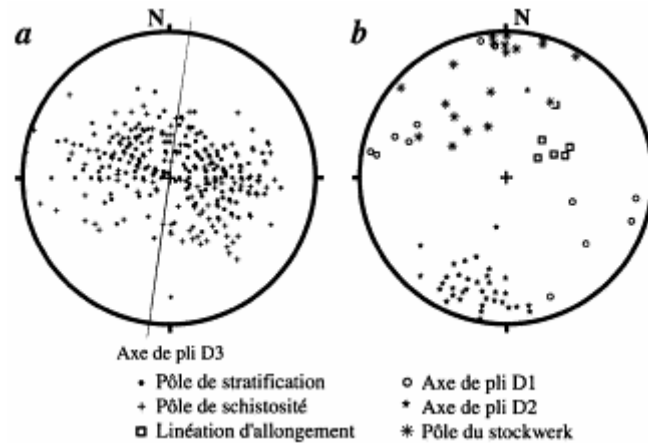 a N
b N
Axe de pli D3
• Pôle de stratification
+ Pôle de schistosité
Linéation d'allongement
Axe de pli D1
Axe de pli D2
Pôle du stockwerk